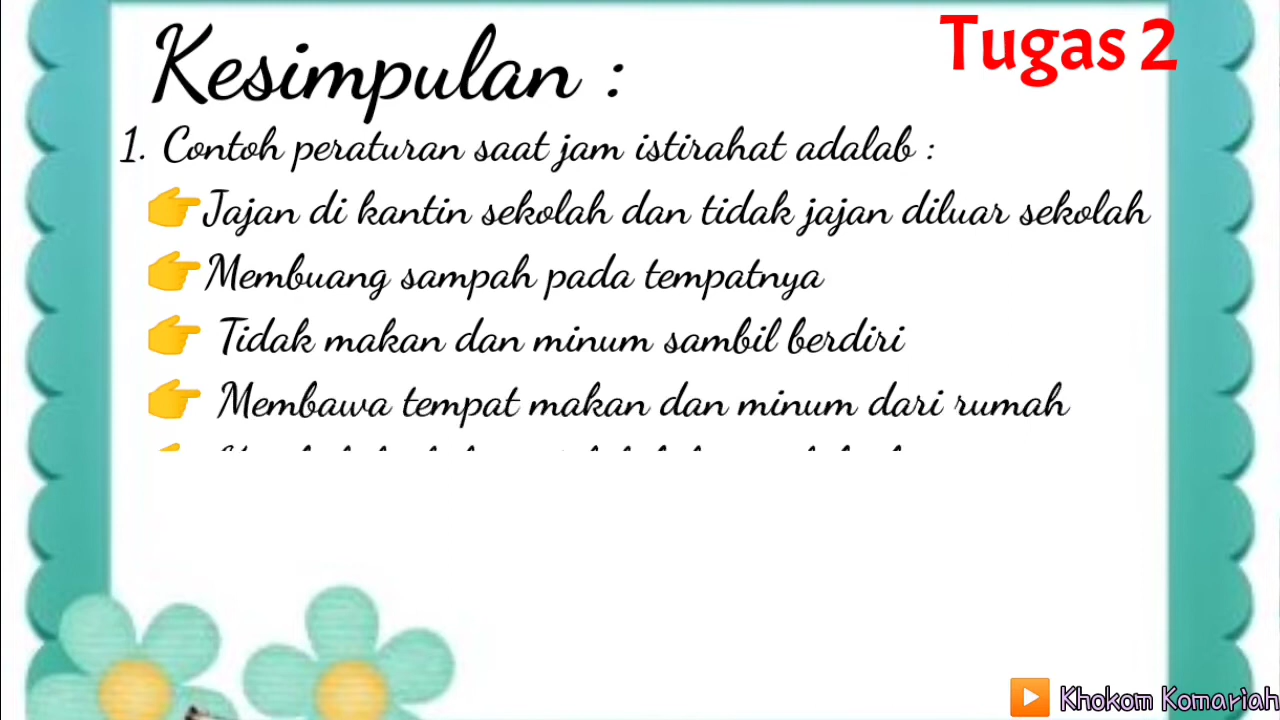 Kesimpulan :
Tugas 2
1. Contoh peraturan saat jam istirahat adalab :
👉Jajan di kantin sekolah dan tidak jajan diluar sekolah
👉Membuang sampah pada tempatnya
👉 Tidak makan dan minum sambil berdiri
👉 Membawa tempat makan dan minum dari rumah
Khokom Komariah